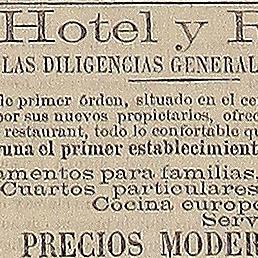 Hotel y R
LAS DILIGENCIAS GENERAL
de primer órden, situado en el ce
por sus nuevos propietarios, ofrec
restaurant, todo lo confortable qu
una el primer establecimient
amentos para familias,
Cuartos particulares
Cocina europe
Serv
PRECIOS MODER